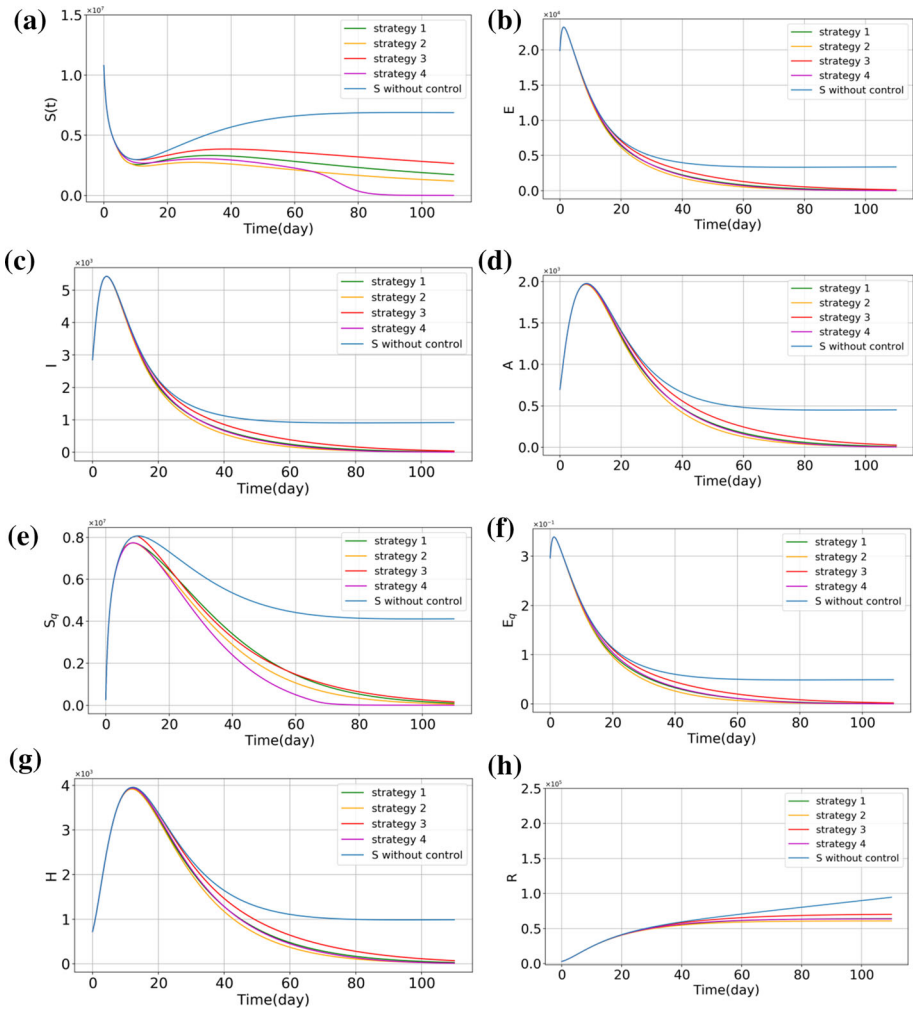 (a)
×10⁷
1.5
1.0
0.5
0.0
S(t)
strategy 1
strategy 2
strategy 3
strategy 4
S without control
0 20 40 60 80 100
Time(day)
(b)
×10⁴
2.0
1.5
1.0
0.5
0.0
E
strategy 1
strategy 2
strategy 3
strategy 4
S without control
0 20 40 60 80 100
Time(day)
(c)
×10³
5
4
3
2
1
0
I
strategy 1
strategy 2
strategy 3
strategy 4
S without control
0 20 40 60 80 100
Time(day)
(d)
×10³
2.0
1.5
1.0
0.5
0.0
A
strategy 1
strategy 2
strategy 3
strategy 4
S without control
0 20 40 60 80 100
Time(day)
(e)
×10⁷
0.8
0.6
0.4
0.2
0.0
S_q
strategy 1
strategy 2
strategy 3
strategy 4
S without control
0 20 40 60 80 100
Time(day)
(f)
×10⁻¹
3
2
1
0
E_q
strategy 1
strategy 2
strategy 3
strategy 4
S without control
0 20 40 60 80 100
Time(day)
(g)
×10³
4
3
2
1
0
H
strategy 1
strategy 2
strategy 3
strategy 4
S without control
0 20 40 60 80 100
Time(day)
(h)
×10⁵
2.5
2.0
1.5
1.0
0.5
0.0
R
strategy 1
strategy 2
strategy 3
strategy 4
S without control
0 20 40 60 80 100
Time(day)